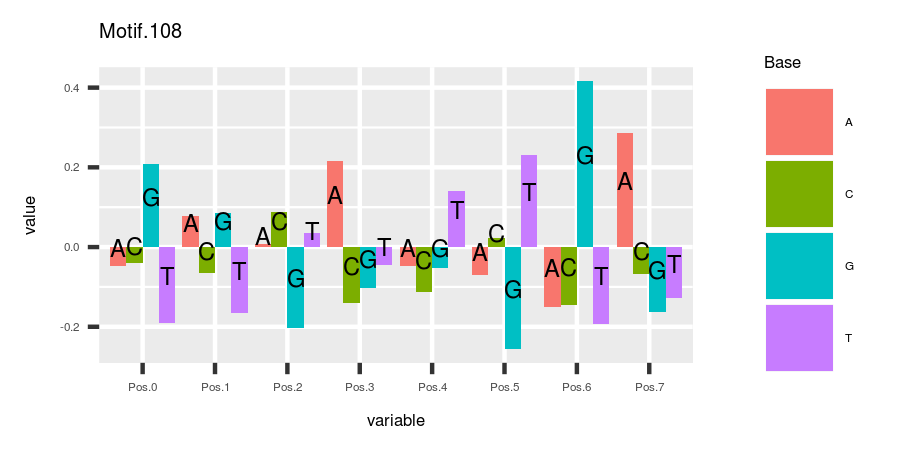 Motif.108
Base
0.4
0.2
0.0
-0.2
value
A C G T A C G T A C G T A C G T A C G T A C G T A C G T A C G T
Pos.0 Pos.1 Pos.2 Pos.3 Pos.4 Pos.5 Pos.6 Pos.7
variable
A
C
G
T